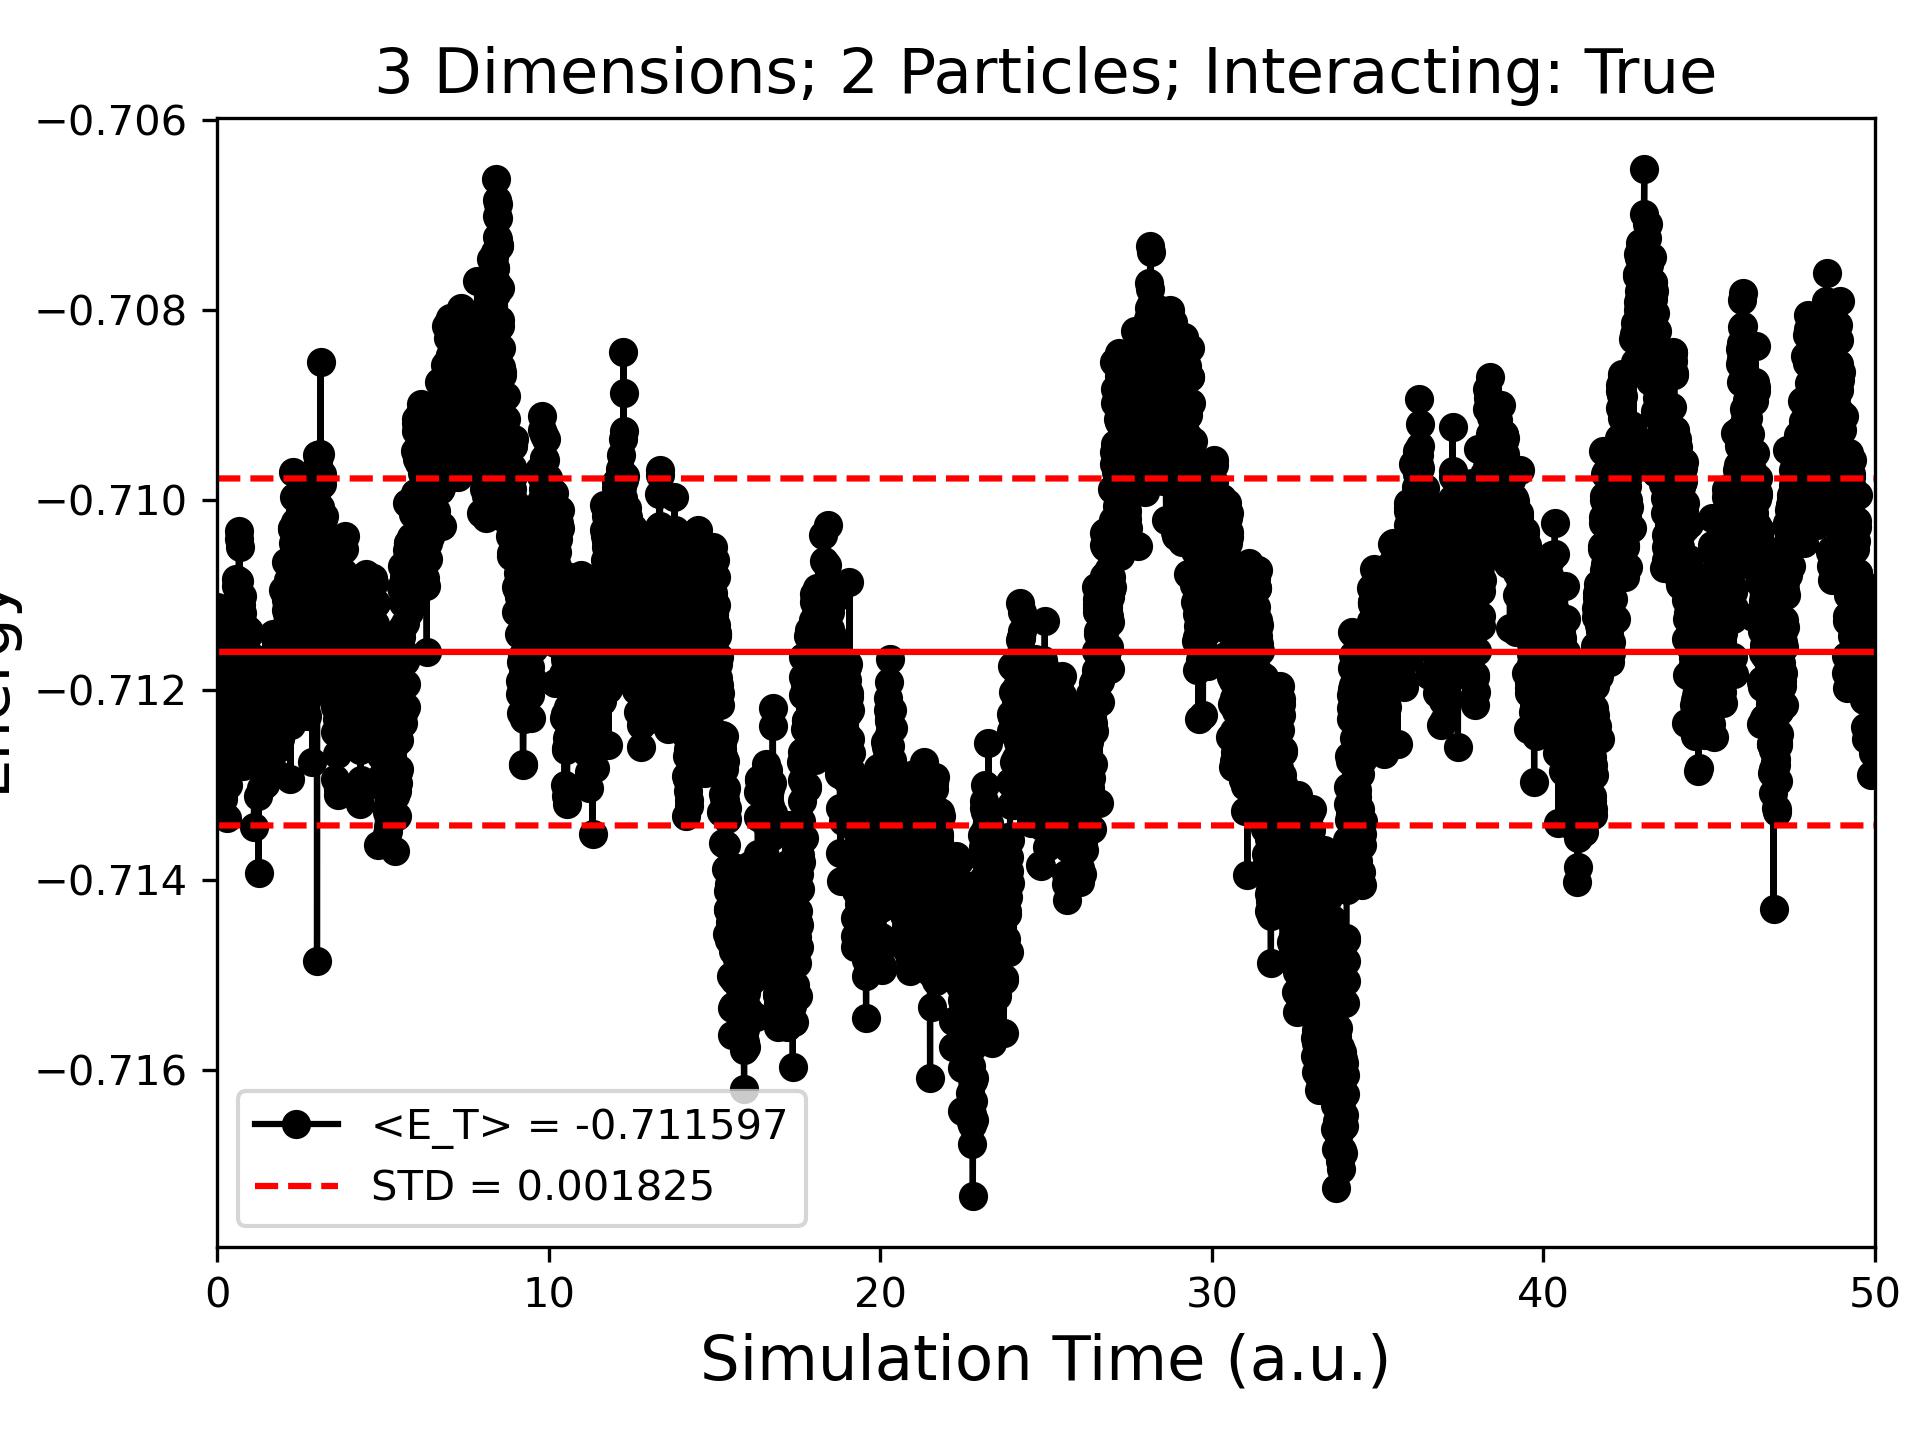 3 Dimensions; 2 Particles; Interacting: True
−0.706
−0.708
−0.710
−0.712
−0.714
−0.716
<E_T> = -0.711597
STD = 0.001825
0 10 20 30 40 50
Simulation Time (a.u.)